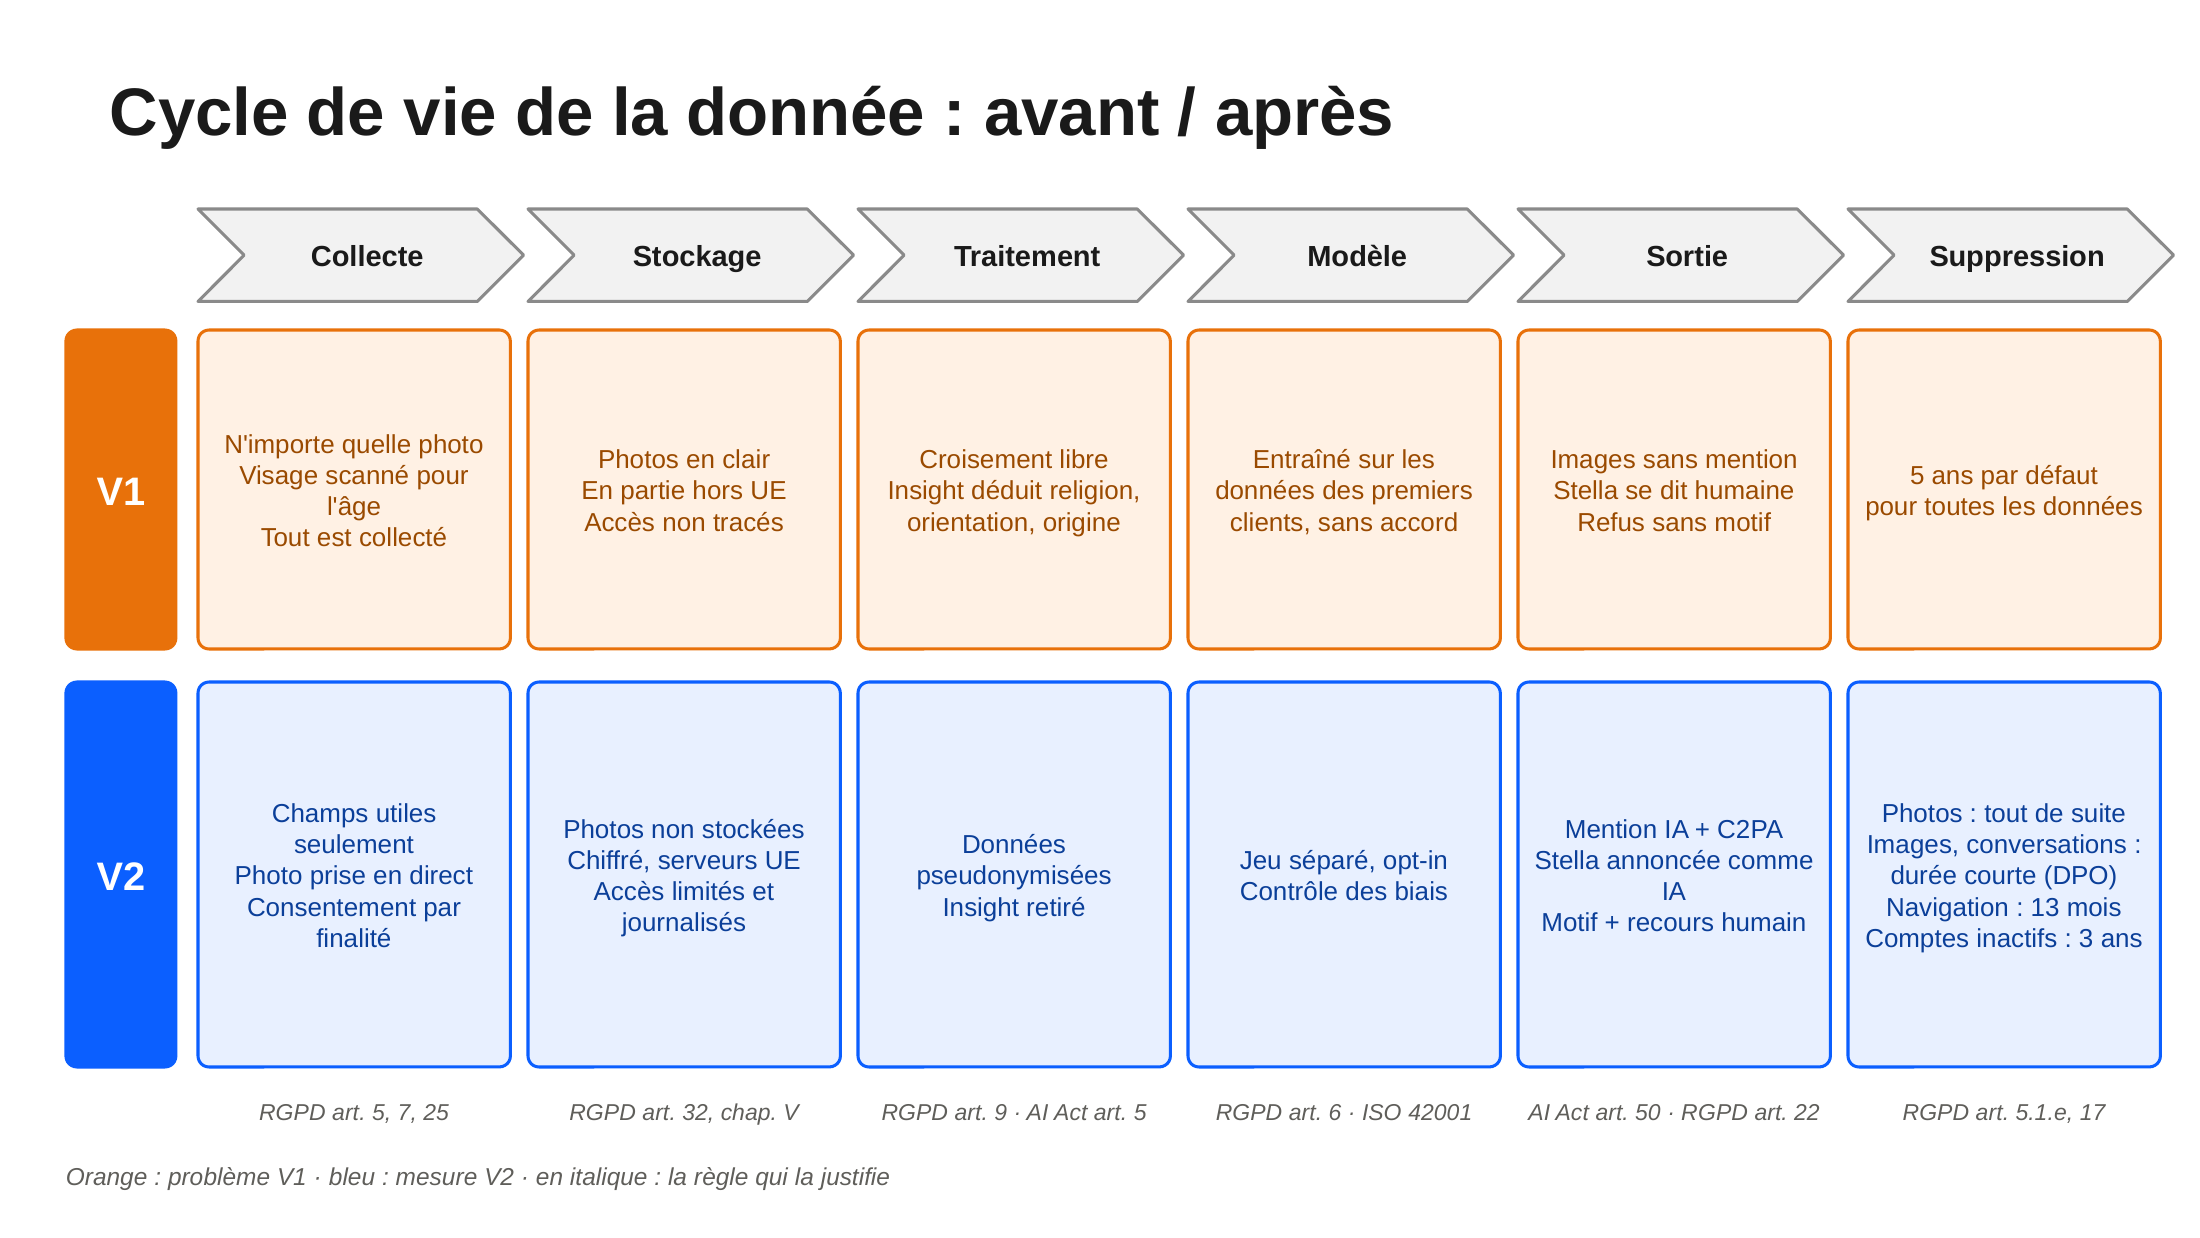 Cycle de vie de la donnée : avant / après
Collecte
Stockage
Traitement
Modèle
Sortie
Suppression
V1
N'importe quelle photo
Visage scanné pour
l'âge
Tout est collecté
Photos en clair
En partie hors UE
Accès non tracés
Croisement libre
Insight déduit religion,
orientation, origine
Entraîné sur les
données des premiers
clients, sans accord
Images sans mention
Stella se dit humaine
Refus sans motif
5 ans par défaut
pour toutes les données
V2
Champs utiles
seulement
Photo prise en direct
Consentement par
finalité
Photos non stockées
Chiffré, serveurs UE
Accès limités et
journalisés
Données
pseudonymisées
Insight retiré
Jeu séparé, opt-in
Contrôle des biais
Mention IA + C2PA
Stella annoncée comme
IA
Motif + recours humain
Photos : tout de suite
Images, conversations :
durée courte (DPO)
Navigation : 13 mois
Comptes inactifs : 3 ans
RGPD art. 5, 7, 25
RGPD art. 32, chap. V
RGPD art. 9 · AI Act art. 5
RGPD art. 6 · ISO 42001
AI Act art. 50 · RGPD art. 22
RGPD art. 5.1.e, 17
Orange : problème V1 · bleu : mesure V2 · en italique : la règle qui la justifie